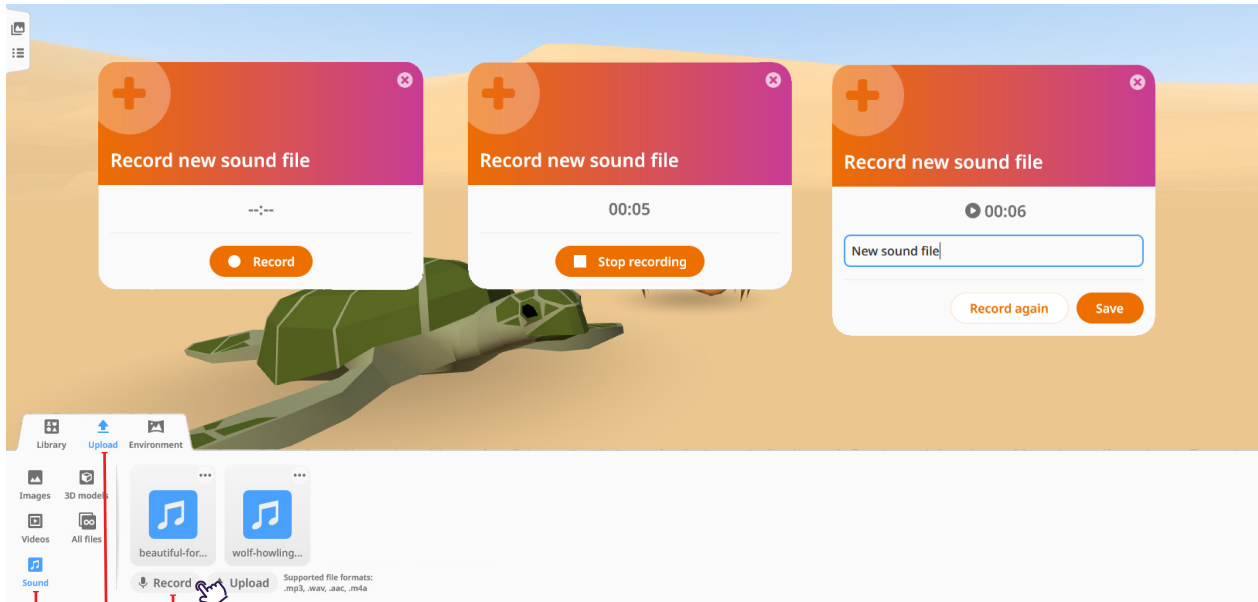 Record new sound file
--:--
Record
Record new sound file
00:05
Stop recording
Record new sound file
00:06
New sound file
Record again
Save
Library
Upload
Environment
Images
3D models
Videos
All files
Sound
beautiful-for...
wolf-howling...
Record
Upload
Supported file formats:
.mp3, .wav, .aac, .m4a